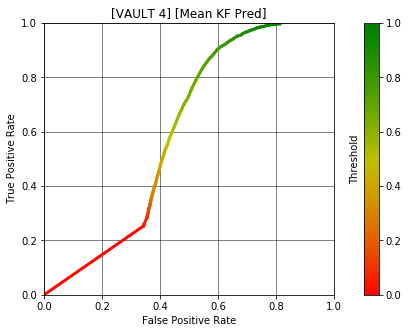 [VAULT 4] [Mean KF Pred]
1.0
0.8
0.6
0.4
0.2
0.0
True Positive Rate
0.0 0.2 0.4 0.6 0.8 1.0
False Positive Rate
1.0
0.8
0.6
0.4
0.2
0.0
Threshold